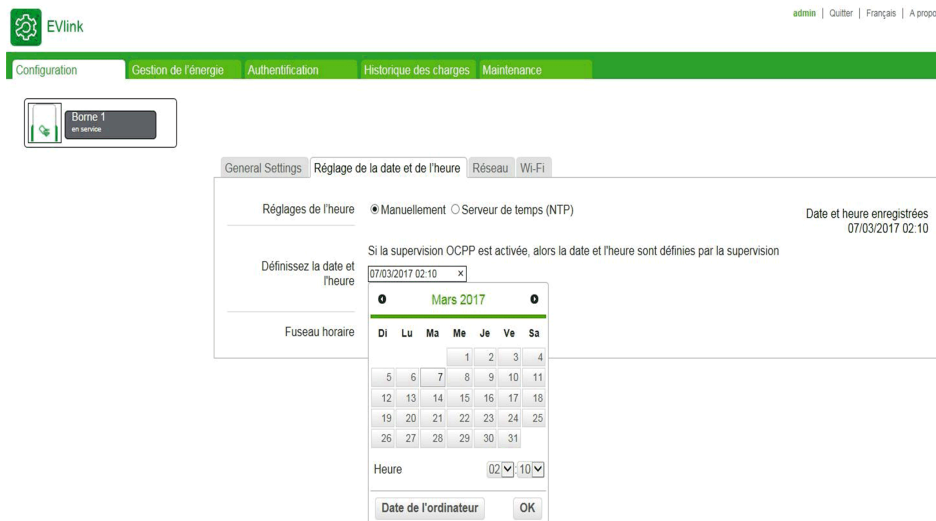 EVlink
admin | Quitter | Français | A propo
Configuration Gestion de l'énergie Authentification Historique des charges Maintenance
Borne 1
en service
General Settings Réglage de la date et de l'heure Réseau Wi-Fi
Réglages de l'heure Manuellement Serveur de temps (NTP)
Date et heure enregistrées
07/03/2017 02:10
Si la supervision OCPP est activée, alors la date et l'heure sont définies par la supervision
Définissez la date et
l'heure
07/03/2017 02:10 ×
Mars 2017
Fuseau horaire
Di Lu Ma Me Je Ve Sa
1 2 3 4
5 6 7 8 9 10 11
12 13 14 15 16 17 18
19 20 21 22 23 24 25
26 27 28 29 30 31
Heure 02 : 10
Date de l'ordinateur OK